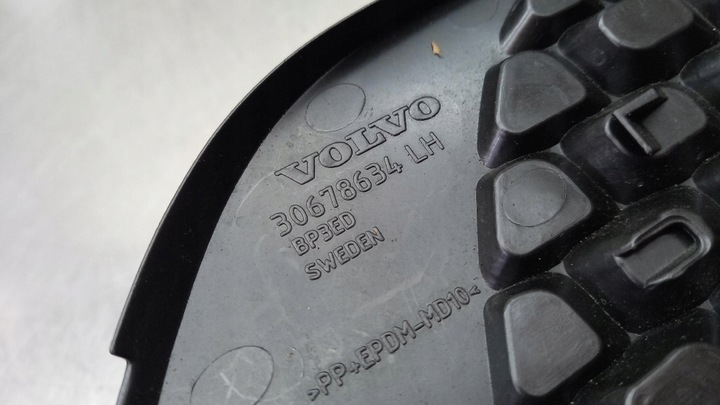 VOLVO
30678634 LH
BP3ED
SWEDEN
>PP+EPDM-MD10<